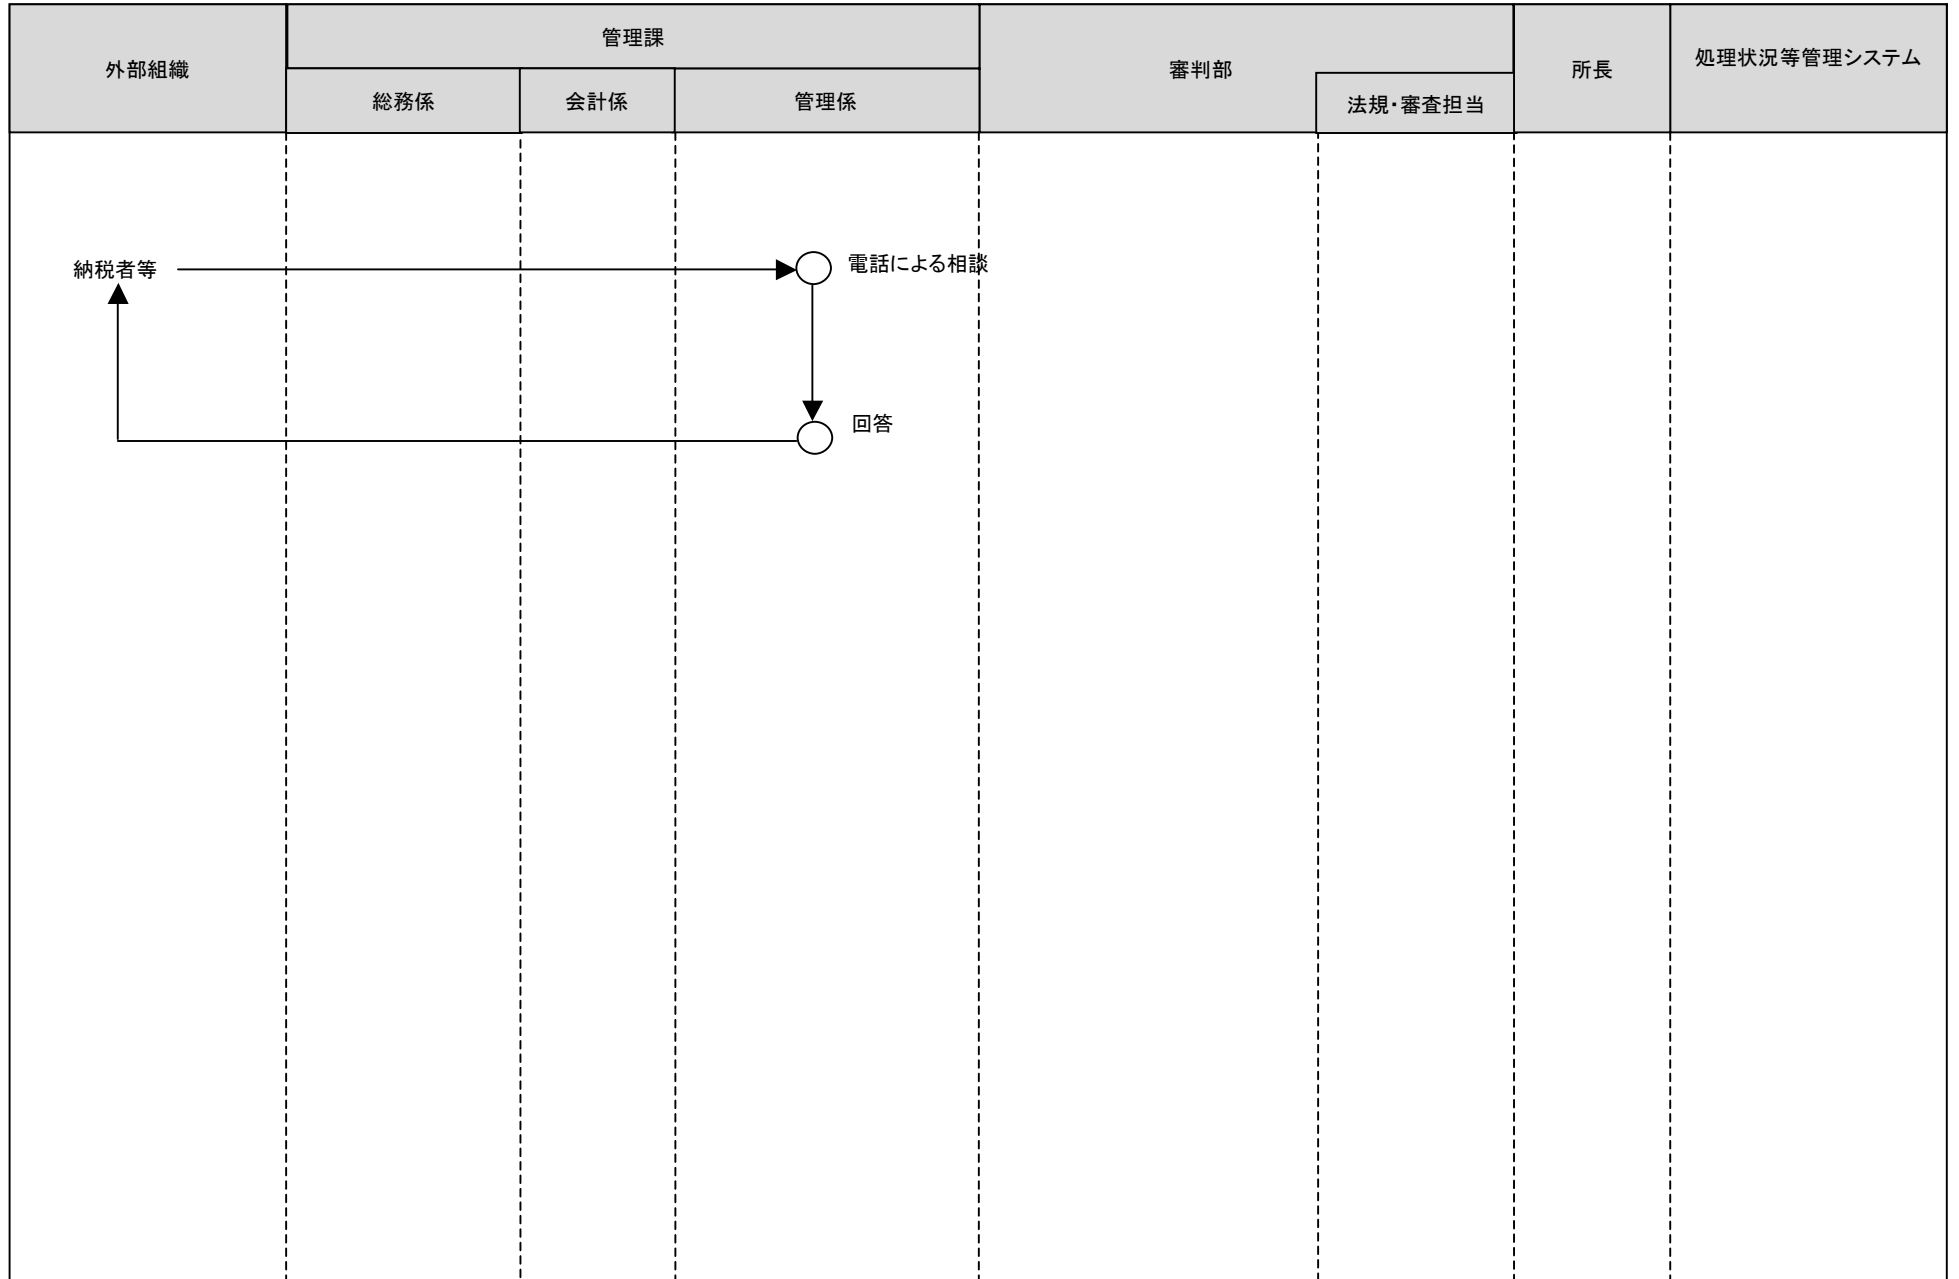 外部組織
管理課
総務係
会計係
管理係
審判部
法規・審査担当
所長
処理状況等管理システム
納税者等
電話による相談
回答